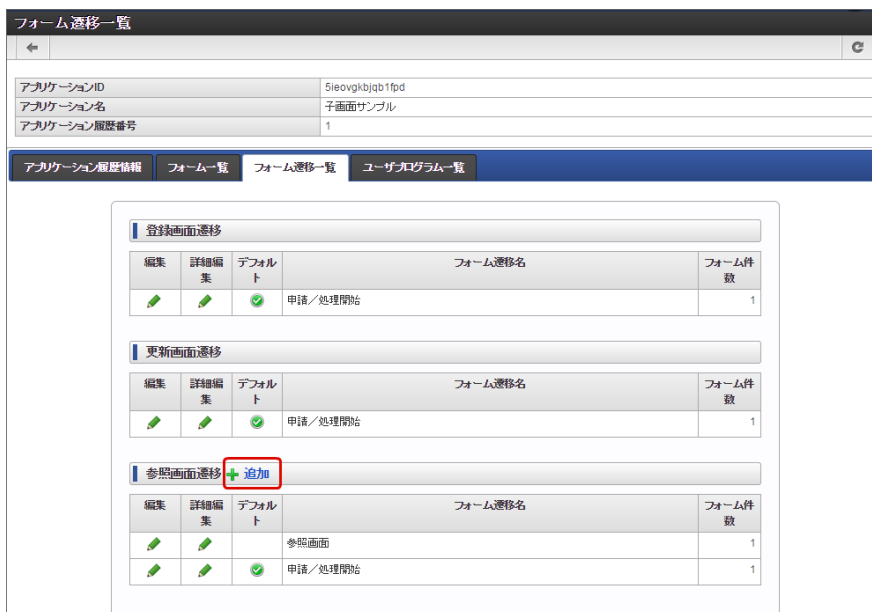 フォーム遷移一覧
アプリケーションID 5ieovgkbjqb1fpd
アプリケーション名 子画面サンプル
アプリケーション履歴番号 1
アプリケーション履歴情報 フォーム一覧 フォーム遷移一覧 ユーザプログラム一覧
登録画面遷移
編集 詳細編集 デフォルト フォーム遷移名 フォーム件数
申請／処理開始 1
更新画面遷移
編集 詳細編集 デフォルト フォーム遷移名 フォーム件数
申請／処理開始 1
参照画面遷移 追加
編集 詳細編集 デフォルト フォーム遷移名 フォーム件数
参照画面 1
申請／処理開始 1